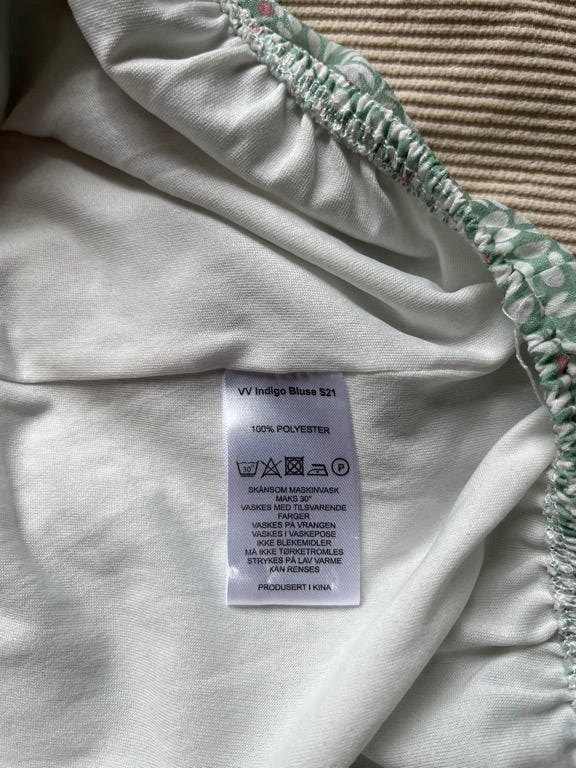 VV Indigo Bluse S21
100% POLYESTER
30° P
SKÅNSOM MASKINVASK
MAKS 30°
VASKES MED TILSVARENDE
FARGER
VASKES PÅ VRANGEN
VASKES I VASKEPOSE
IKKE BLEKEMIDLER
MÅ IKKE TØRKETROMLES
STRYKES PÅ LAV VARME
KAN RENSES
PRODUSERT I KINA